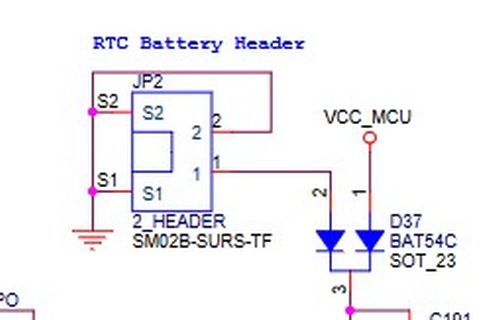 RTC Battery Header
JP2
S2
S2
2
2
VCC_MCU
1
1
S1
S1
2
1
2_HEADER
SM02B-SURS-TF
D37
BAT54C
SOT_23
3
PO
C191